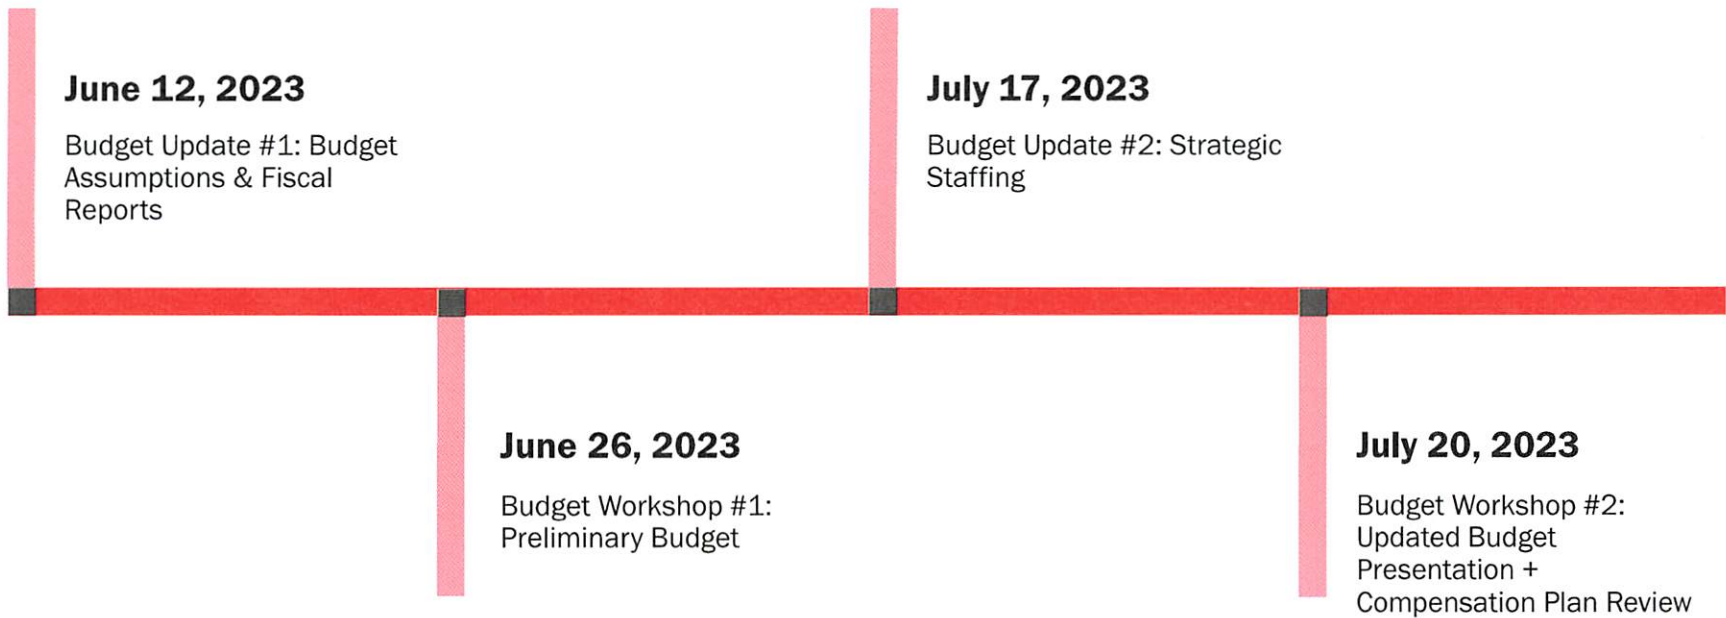 June 12, 2023
Budget Update #1: Budget
Assumptions & Fiscal
Reports
June 26, 2023
Budget Workshop #1:
Preliminary Budget
July 17, 2023
Budget Update #2: Strategic
Staffing
July 20, 2023
Budget Workshop #2:
Updated Budget
Presentation +
Compensation Plan Review